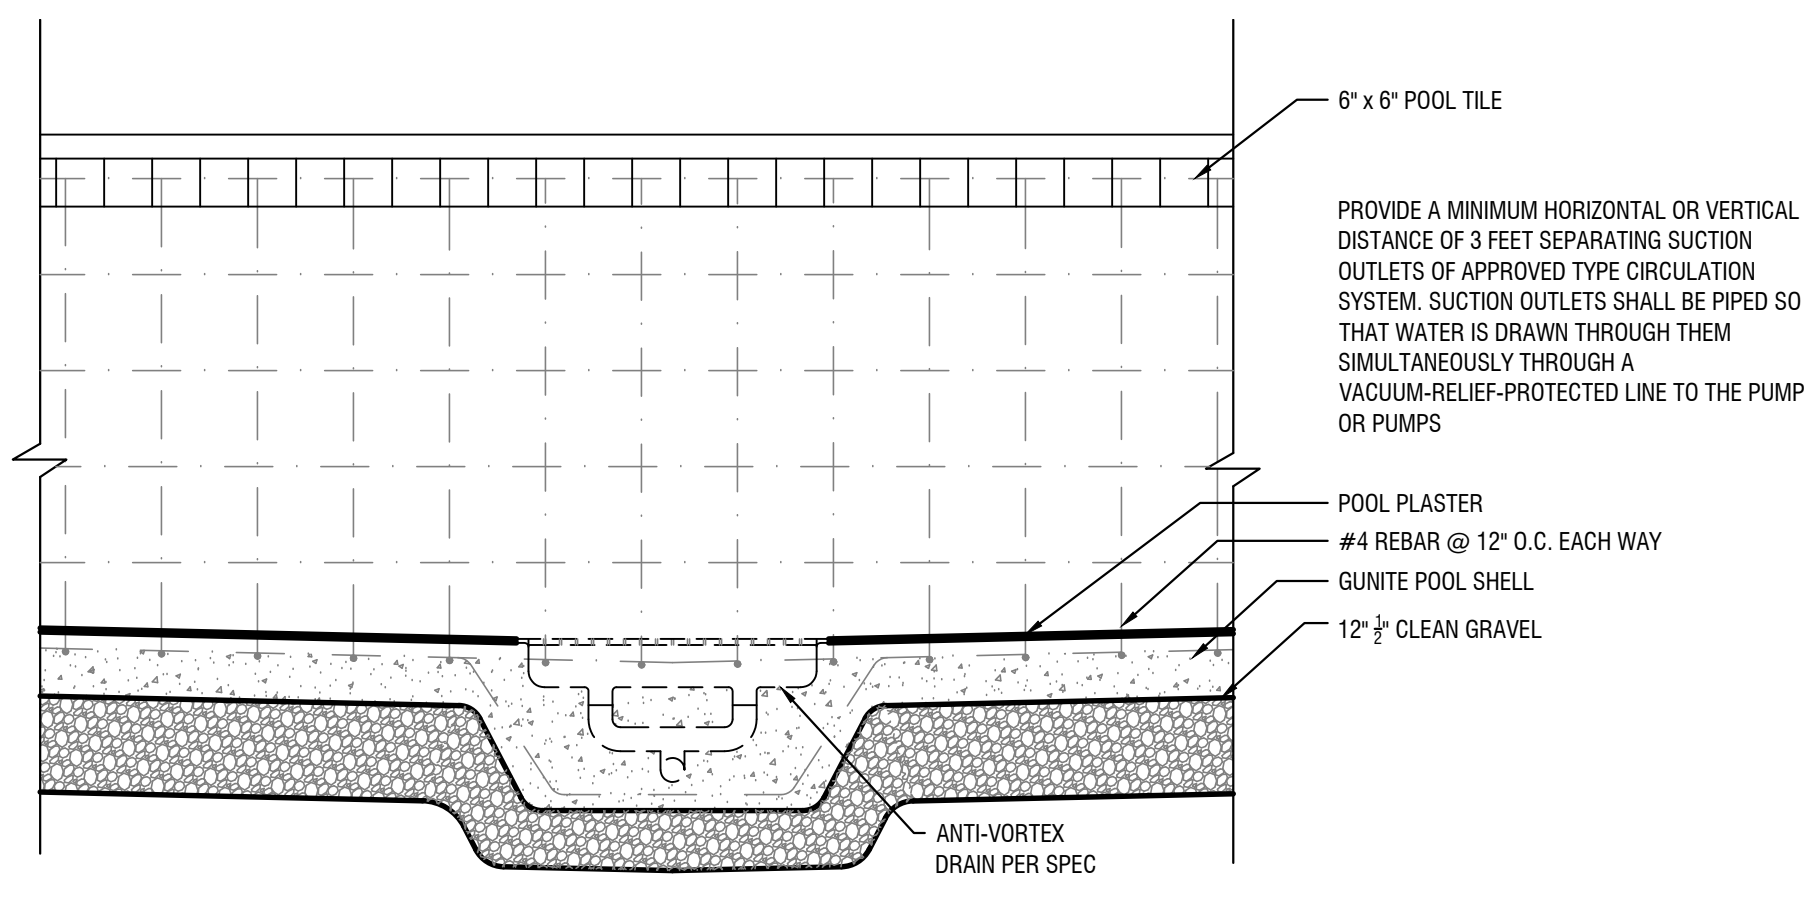 6" x 6" POOL TILE
PROVIDE A MINIMUM HORIZONTAL OR VERTICAL
DISTANCE OF 3 FEET SEPARATING SUCTION
OUTLETS OF APPROVED TYPE CIRCULATION
SYSTEM. SUCTION OUTLETS SHALL BE PIPED SO
THAT WATER IS DRAWN THROUGH THEM
SIMULTANEOUSLY THROUGH A
VACUUM-RELIEF-PROTECTED LINE TO THE PUMP
OR PUMPS
POOL PLASTER
#4 REBAR @ 12" O.C. EACH WAY
GUNITE POOL SHELL
12" ½" CLEAN GRAVEL
ANTI-VORTEX
DRAIN PER SPEC